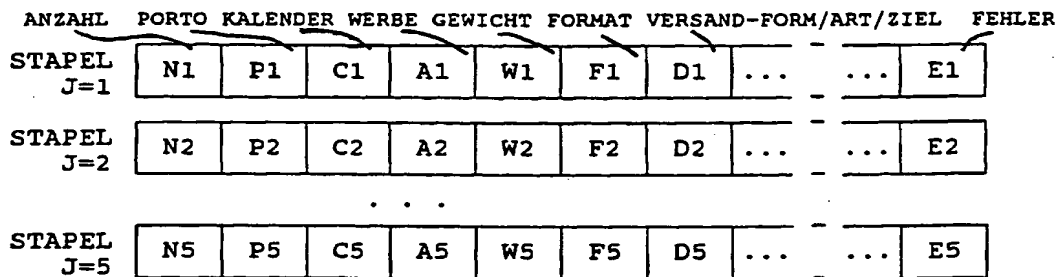 ANZAHL PORTO KALENDER WERBE GEWICHT FORMAT VERSAND-FORM/ART/ZIEL FEHLER
STAPEL J=1 N1 P1 C1 A1 W1 F1 D1 ... ... E1
STAPEL J=2 N2 P2 C2 A2 W2 F2 D2 ... ... E2
. . .
STAPEL J=5 N5 P5 C5 A5 W5 F5 D5 ... ... E5